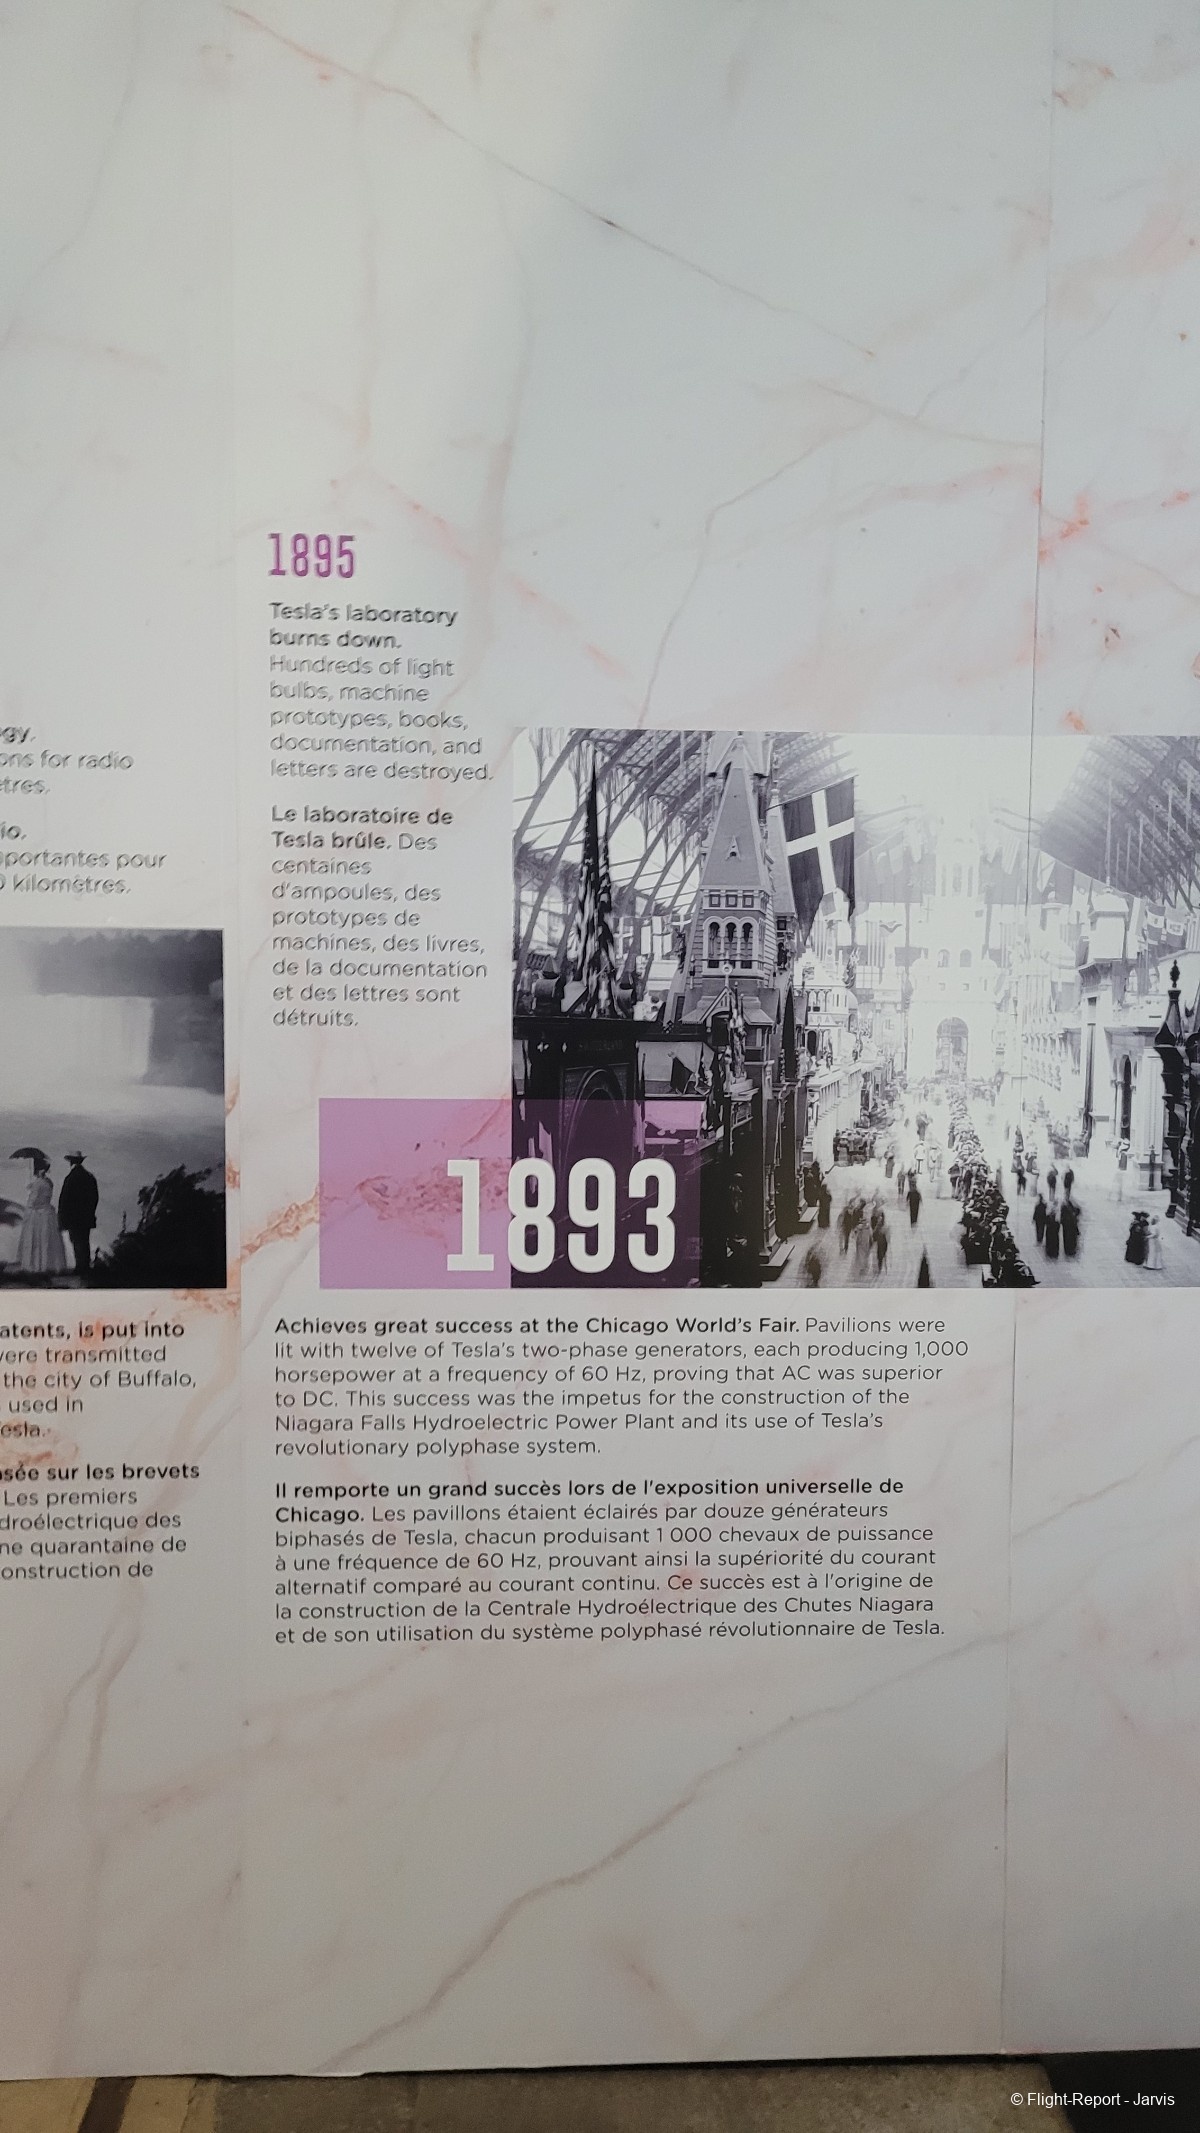 ons for radio
portantes pour
kilomètres.
atents, is put into
were transmitted
the city of Buffalo,
used in
sur les brevets
Les premiers
ne quarantaine de
onstruction de
1895
Tesla's laboratory
burns down.
Hundreds of light
bulbs, machine
prototypes, books,
documentation, and
letters are destroyed.
Le laboratoire de
Tesla brûle. Des
centaines
d'ampoules, des
prototypes de
machines, des livres,
de la documentation
et des lettres sont
détruits.
1893
Achieves great success at the Chicago World's Fair. Pavilions were
lit with twelve of Tesla's two-phase generators, each producing 1,000
horsepower at a frequency of 60 Hz, proving that AC was superior
to DC. This success was the impetus for the construction of the
Niagara Falls Hydroelectric Power Plant and its use of Tesla's
revolutionary polyphase system.
Il remporte un grand succès lors de l'exposition universelle de
Chicago. Les pavillons étaient éclairés par douze générateurs
biphasés de Tesla, chacun produisant 1 000 chevaux de puissance
à une fréquence de 60 Hz, prouvant ainsi la supériorité du courant
alternatif comparé au courant continu. Ce succès est à l'origine de
la construction de la Centrale Hydroélectrique des Chutes Niagara
et de son utilisation du système polyphasé révolutionnaire de Tesla.
© Flight-Report - Jarvis